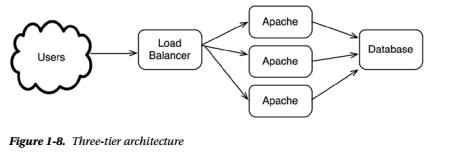 Users
Load
Balancer
Apache
Apache
Apache
Database
Figure 1-8. Three-tier architecture